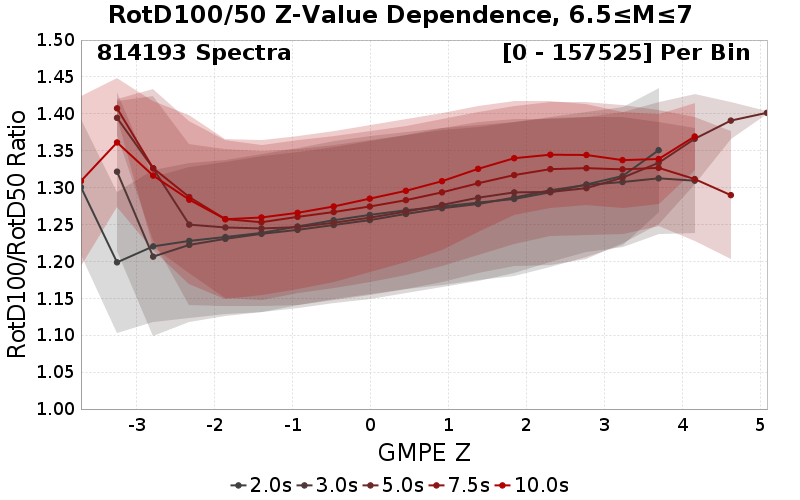 RotD100/50 Z-Value Dependence, 6.5≤M≤7
814193 Spectra
[0 - 157525] Per Bin
RotD100/RotD50 Ratio
1.50
1.45
1.40
1.35
1.30
1.25
1.20
1.15
1.10
1.05
1.00
-3 -2 -1 0 1 2 3 4 5
GMPE Z
2.0s 3.0s 5.0s 7.5s 10.0s